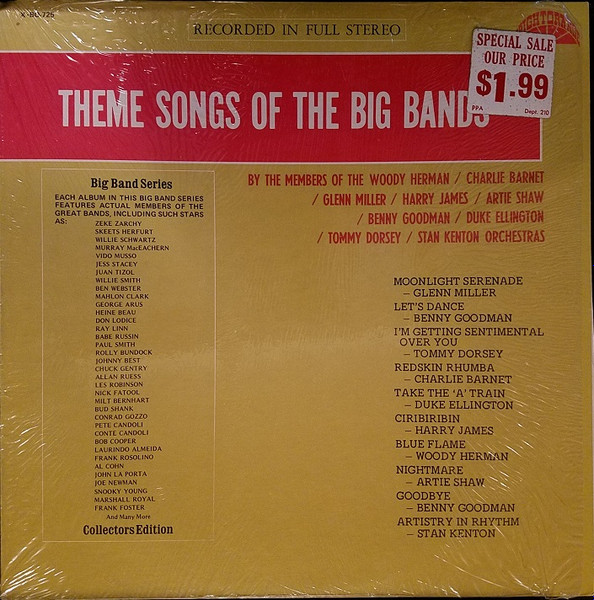 X-BU-725
RECORDED IN FULL STEREO
SPECIAL SALE
OUR PRICE
$1.99
PPA Dept. 210
THEME SONGS OF THE BIG BANDS
Big Band Series
EACH ALBUM IN THIS BIG BAND SERIES
FEATURES ACTUAL MEMBERS OF THE
GREAT BANDS, INCLUDING SUCH STARS
AS:
ZEKE ZARCHY
SKEETS HERFURT
WILLIE SCHWARTZ
MURRAY MacEACHERN
VIDO MUSSO
JESS STACEY
JUAN TIZOL
WILLIE SMITH
BEN WEBSTER
MAHLON CLARK
GEORGE ARUS
HEINE BEAU
DON LODICE
RAY LINN
BABE RUSSIN
PAUL SMITH
ROLLY BUNDOCK
JOHNNY BEST
CHUCK GENTRY
ALLAN RUESS
LES ROBINSON
NICK FATOOL
MILT BERNHART
BUD SHANK
CONRAD GOZZO
PETE CANDOLI
CONTE CANDOLI
BOB COOPER
LAURINDO ALMEIDA
FRANK ROSOLINO
AL COHN
JOHN LA PORTA
JOE NEWMAN
SNOOKY YOUNG
MARSHALL ROYAL
FRANK FOSTER
And Many More
Collectors Edition
BY THE MEMBERS OF THE WOODY HERMAN / CHARLIE BARNET
/ GLENN MILLER / HARRY JAMES / ARTIE SHAW
/ BENNY GOODMAN / DUKE ELLINGTON
/ TOMMY DORSEY / STAN KENTON ORCHESTRAS
MOONLIGHT SERENADE
– GLENN MILLER
LET'S DANCE
– BENNY GOODMAN
I'M GETTING SENTIMENTAL
OVER YOU
– TOMMY DORSEY
REDSKIN RHUMBA
– CHARLIE BARNET
TAKE THE 'A' TRAIN
– DUKE ELLINGTON
CIRIBIRIBIN
– HARRY JAMES
BLUE FLAME
– WOODY HERMAN
NIGHTMARE
– ARTIE SHAW
GOODBYE
– BENNY GOODMAN
ARTISTRY IN RHYTHM
– STAN KENTON